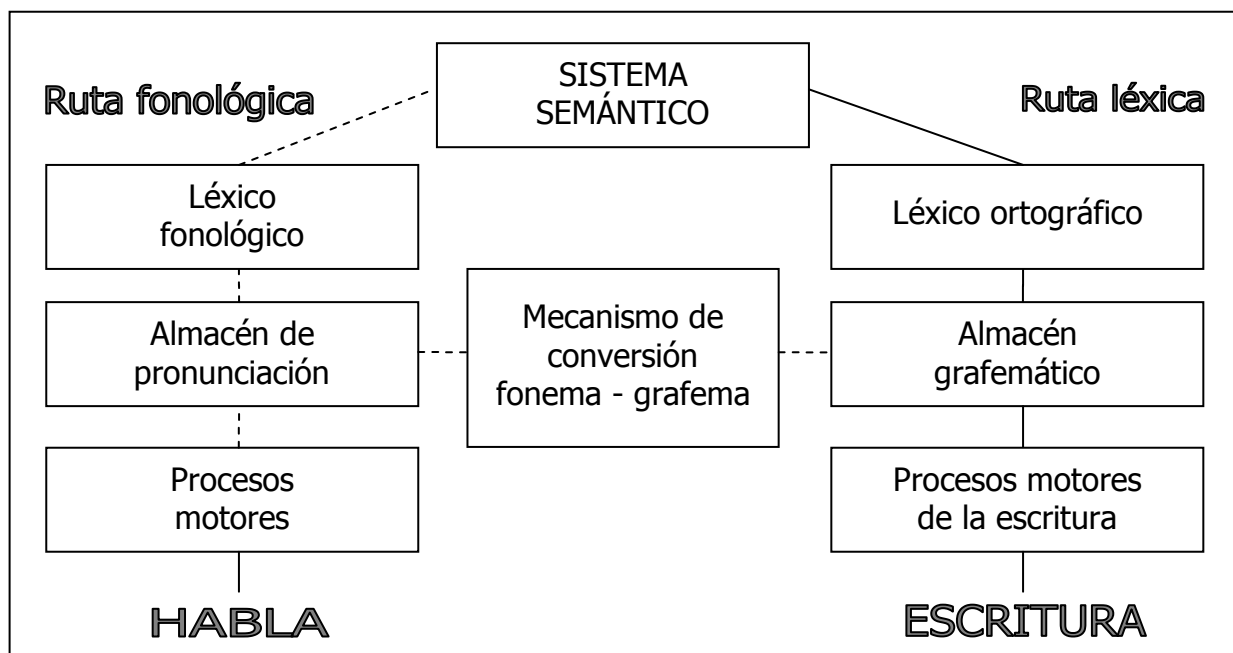 SISTEMA
SEMÁNTICO
Ruta fonológica
Ruta léxica
Léxico
fonológico
Léxico ortográfico
Almacén de
pronunciación
Mecanismo de
conversión
fonema - grafema
Almacén
grafemático
Procesos
motores
Procesos motores
de la escritura
HABLA
ESCRITURA